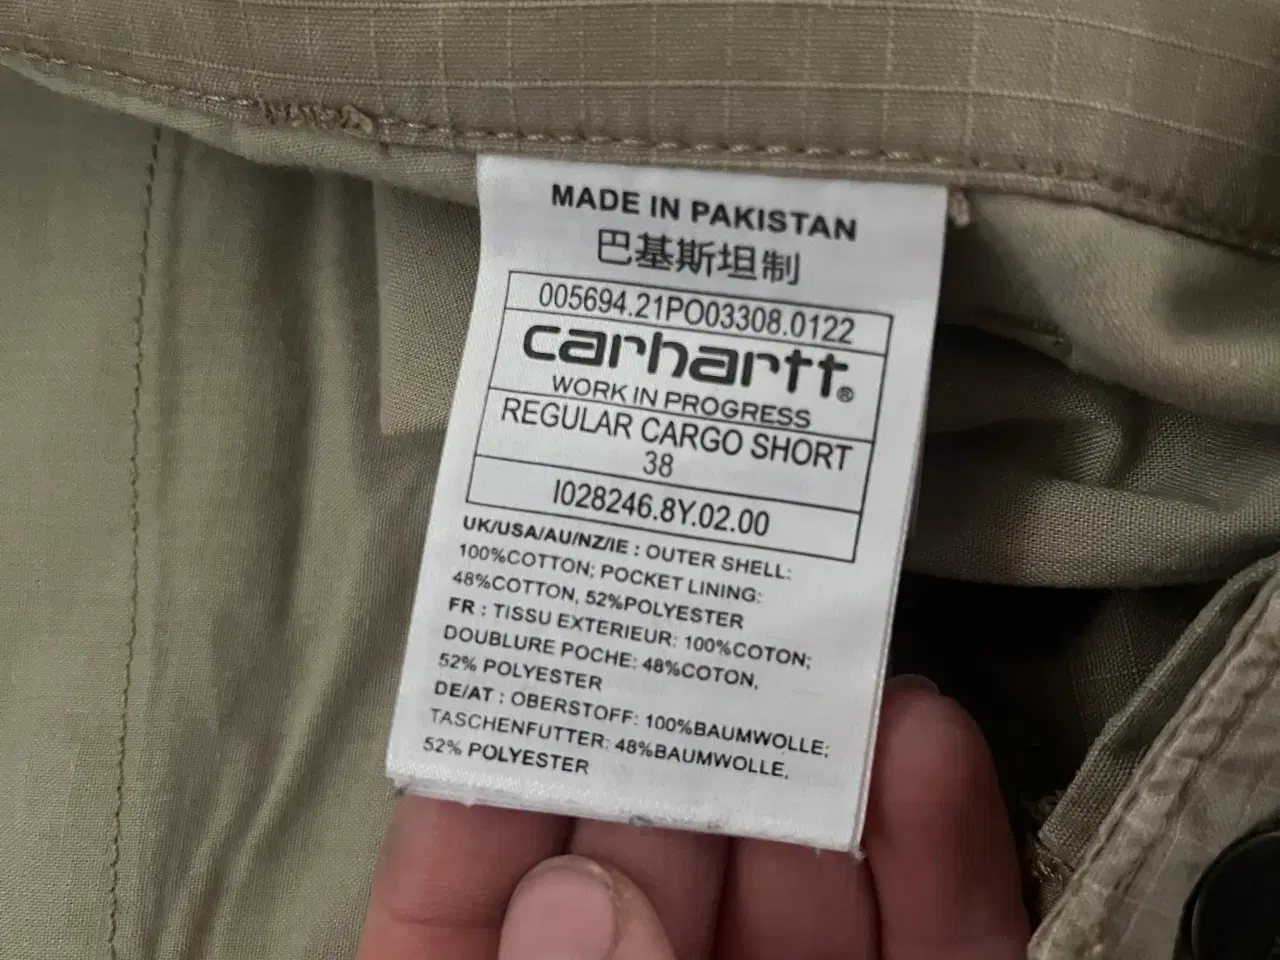 MADE IN PAKISTAN
巴基斯坦制
005694.21PO03308.0122
carhartt®
WORK IN PROGRESS
REGULAR CARGO SHORT
38
I028246.8Y.02.00
UK/USA/AU/NZ/IE : OUTER SHELL:
100%COTTON; POCKET LINING:
48%COTTON, 52%POLYESTER
FR : TISSU EXTERIEUR: 100%COTON;
DOUBLURE POCHE: 48%COTON,
52% POLYESTER
DE/AT : OBERSTOFF: 100%BAUMWOLLE;
TASCHENFUTTER: 48%BAUMWOLLE,
52% POLYESTER